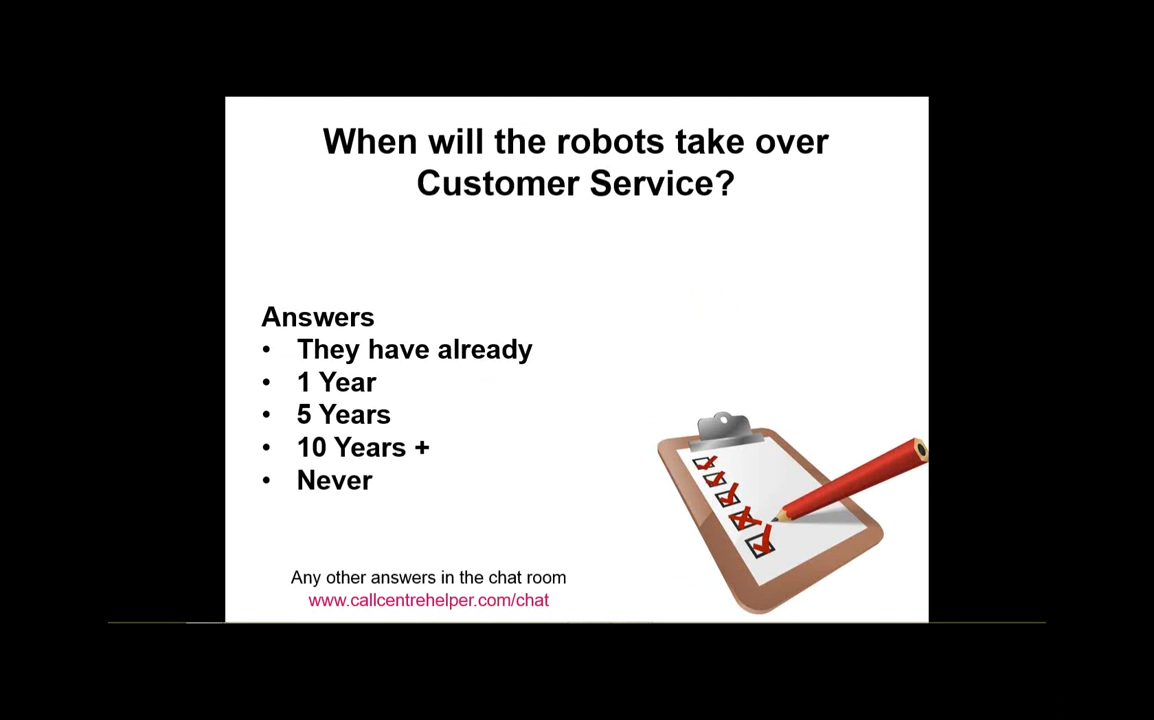 When will the robots take over
Customer Service?
Answers
• They have already
• 1 Year
• 5 Years
• 10 Years +
• Never
Any other answers in the chat room
www.callcentrehelper.com/chat